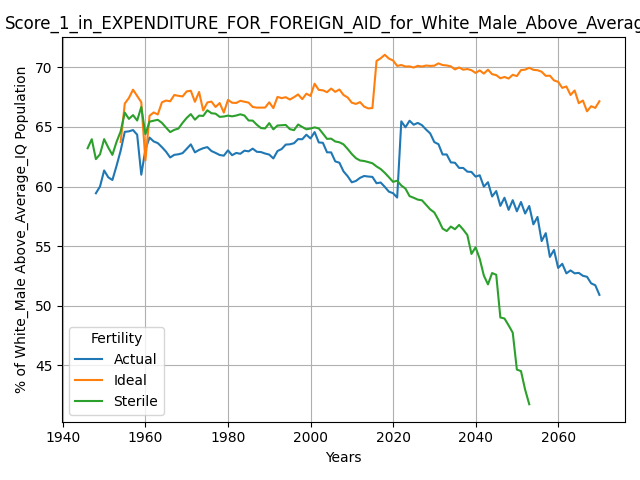 Score_1_in_EXPENDITURE_FOR_FOREIGN_AID_for_White_Male_Above_Averag
% of White_Male Above_Average_IQ Population
70
65
60
55
50
45
Fertility
Actual
Ideal
Sterile
1940 1960 1980 2000 2020 2040 2060
Years